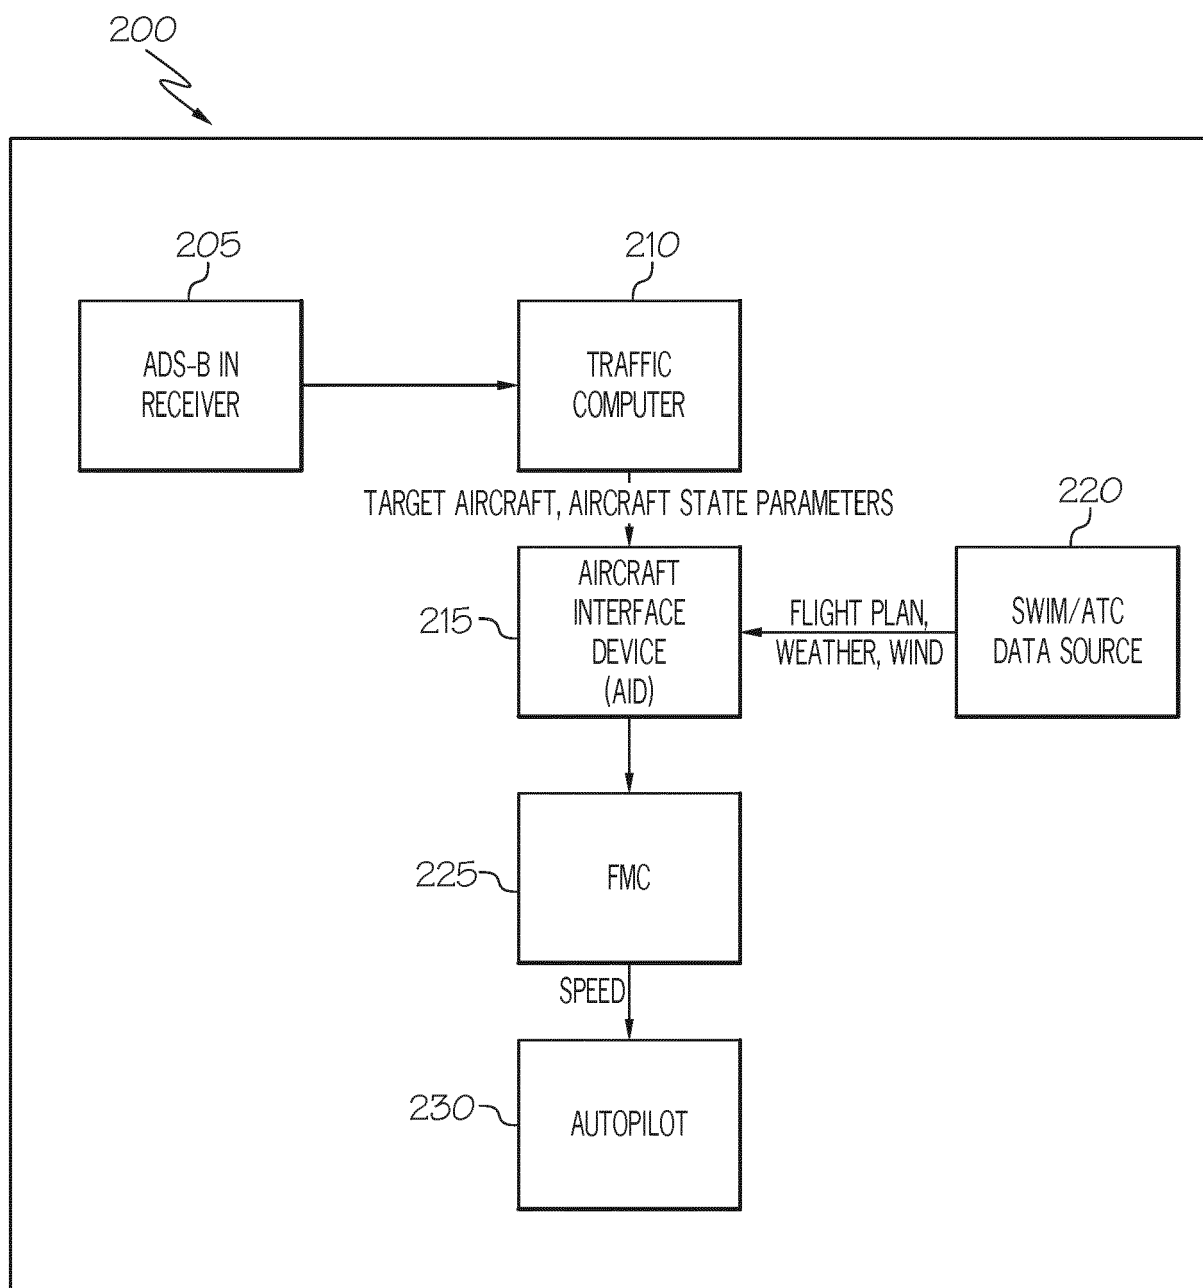 200
205
210
ADS-B IN
RECEIVER
TRAFFIC
COMPUTER
TARGET AIRCRAFT, AIRCRAFT STATE PARAMETERS
220
215
AIRCRAFT
INTERFACE
DEVICE
(AID)
FLIGHT PLAN,
WEATHER, WIND
SWIM/ATC
DATA SOURCE
225
FMC
SPEED
230
AUTOPILOT